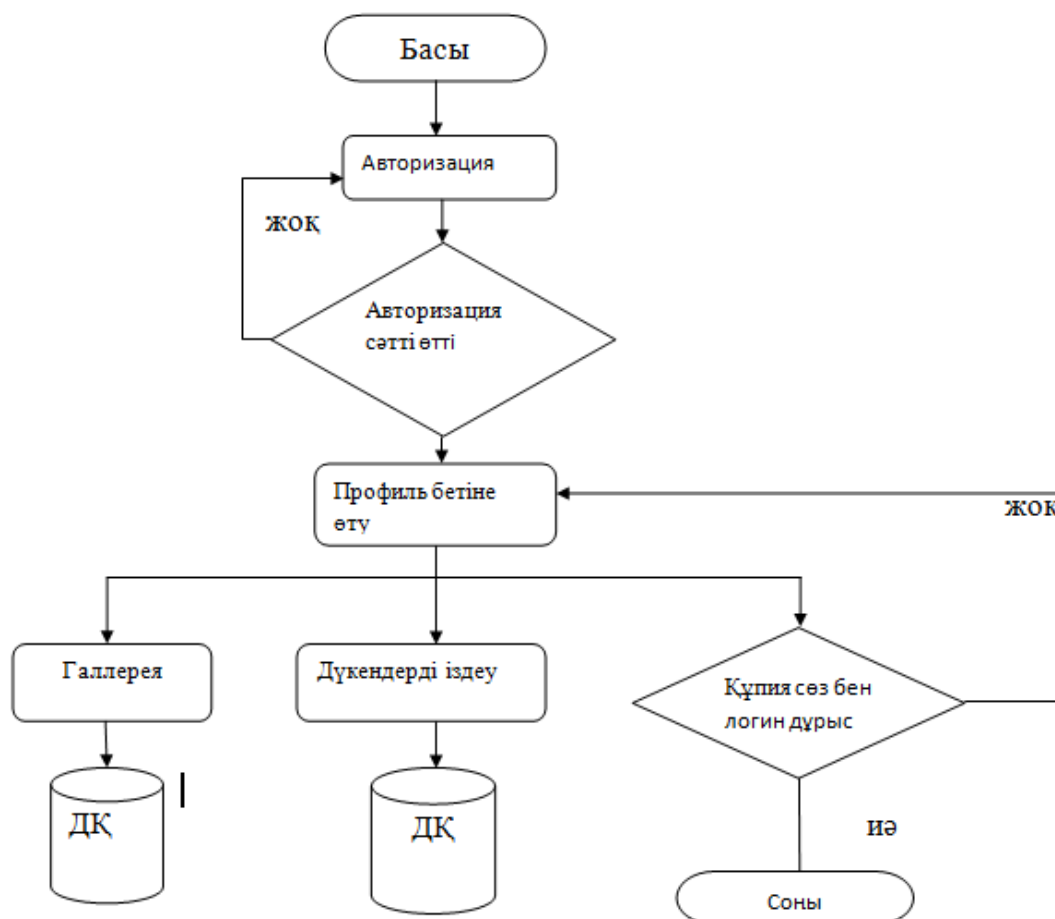 Басы
Авторизация
жоқ
Авторизация
сәтті өтті
Профиль бетіне
өту
жоқ
Галлерея
Дүкендерді іздеу
Құпия сөз бен
логин дұрыс
ДҚ
ДҚ
иә
Соңы